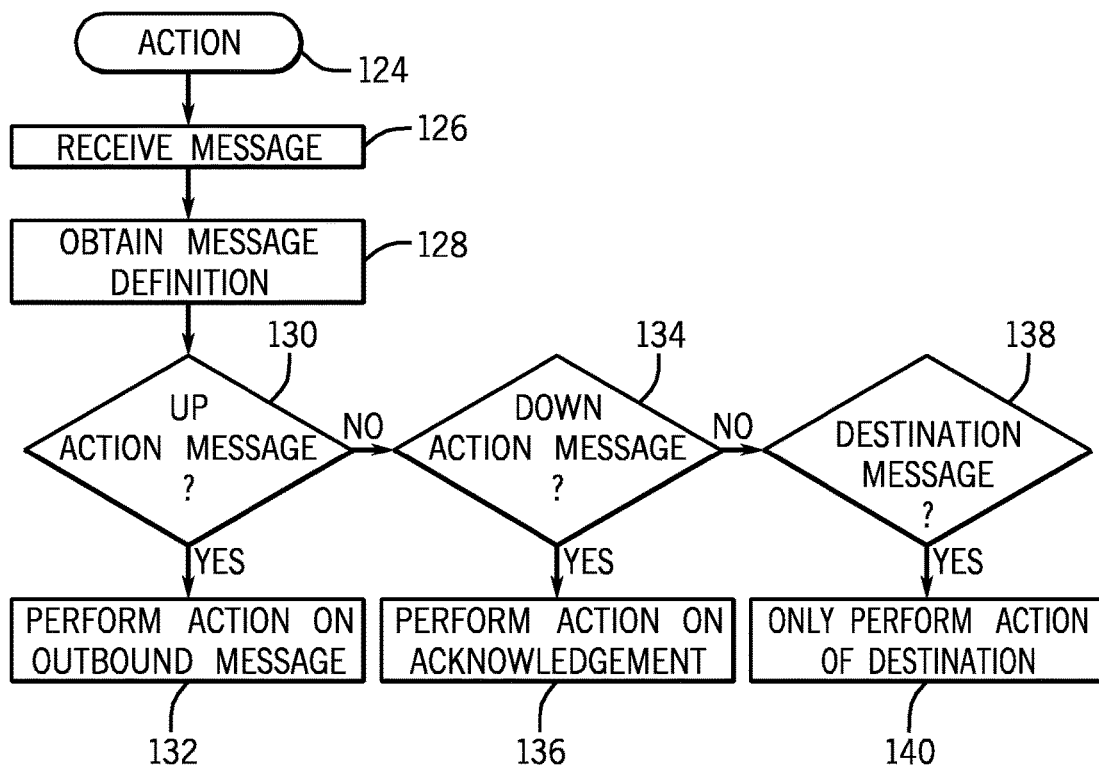 ACTION
124
RECEIVE MESSAGE
126
OBTAIN MESSAGE
DEFINITION
128
130
UP
ACTION MESSAGE
?
NO
134
DOWN
ACTION MESSAGE
?
NO
138
DESTINATION
MESSAGE
?
YES
YES
YES
PERFORM ACTION ON
OUTBOUND MESSAGE
132
PERFORM ACTION ON
ACKNOWLEDGEMENT
136
ONLY PERFORM ACTION
OF DESTINATION
140